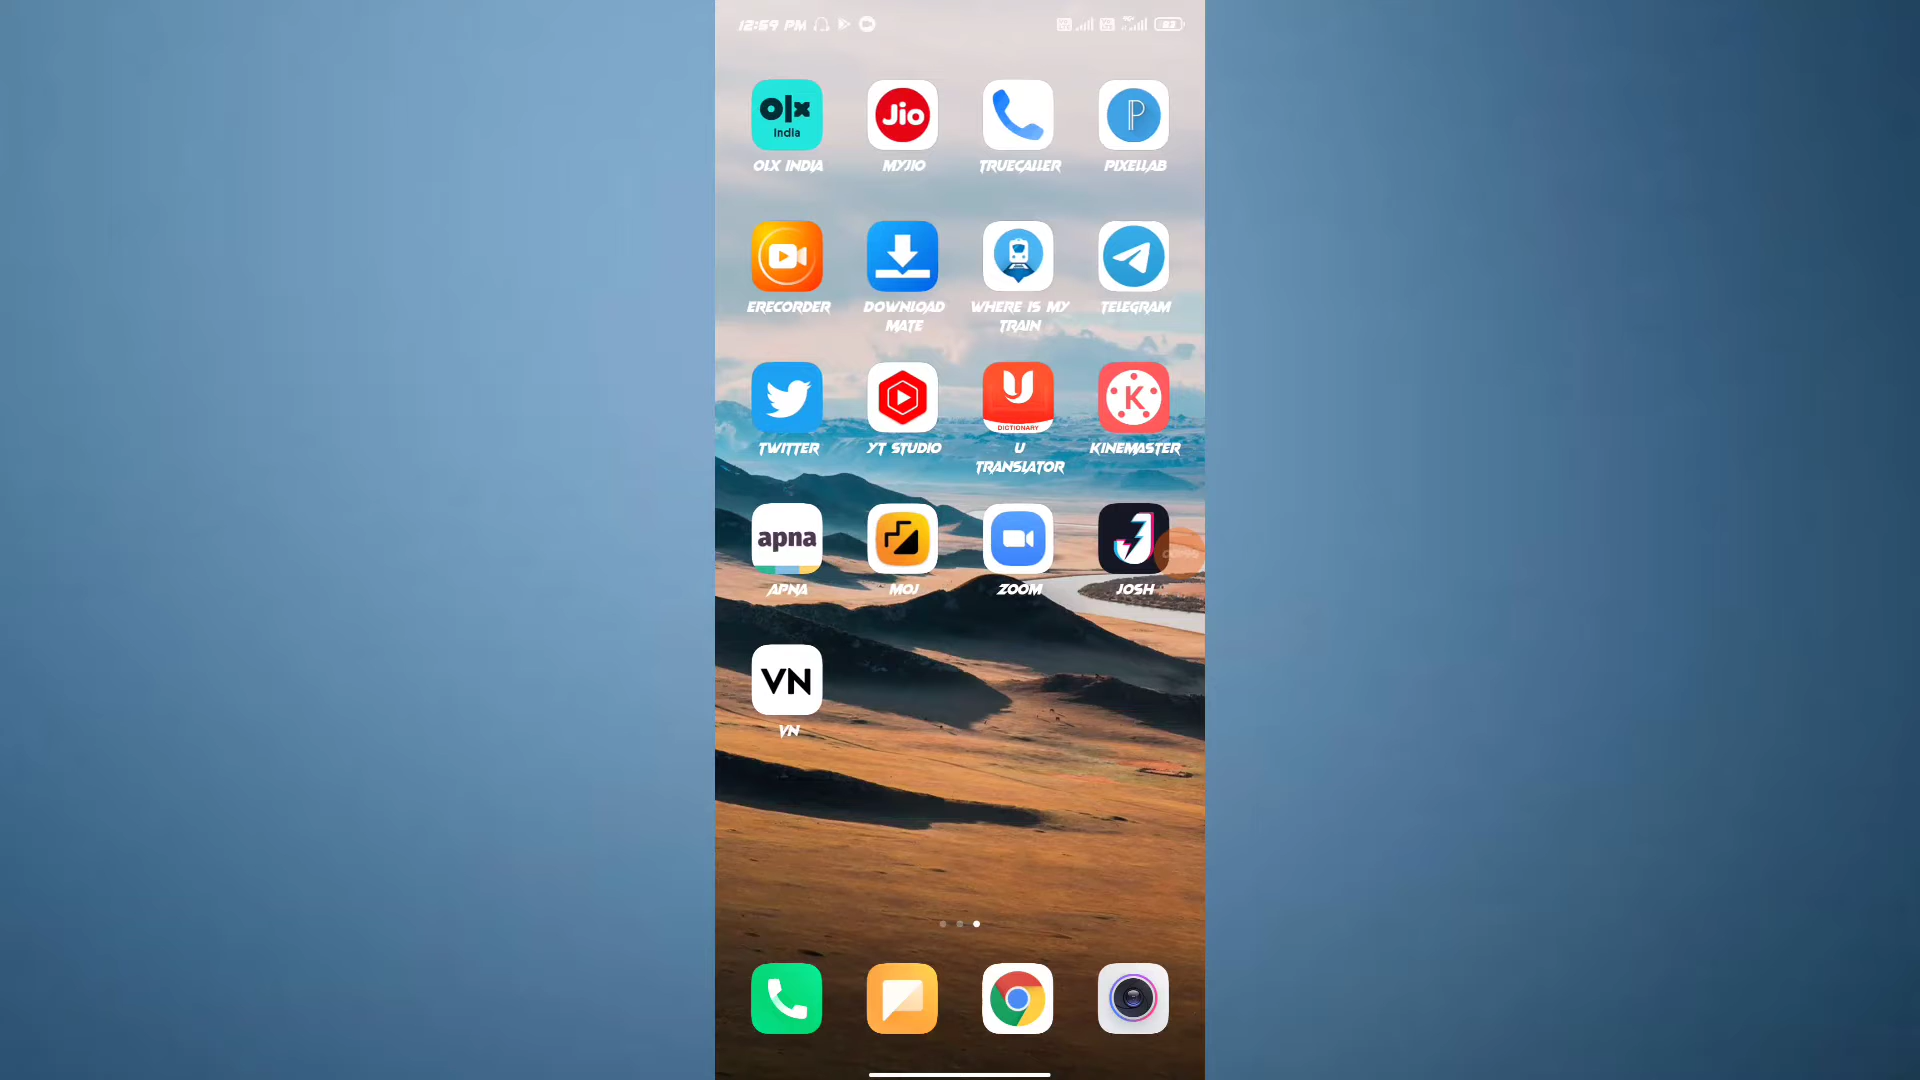 12:59 PM
83
olx
India
Jio
P
OLX INDIA
MYJIO
TRUECALLER
PIXELLAB
ERECORDER
DOWNLOAD
MATE
WHERE IS MY
TRAIN
TELEGRAM
U
DICTIONARY
K
TWITTER
YT STUDIO
U
TRANSLATOR
KINEMASTER
apna
J
APNA
MOJ
ZOOM
JOSH
VN
VN